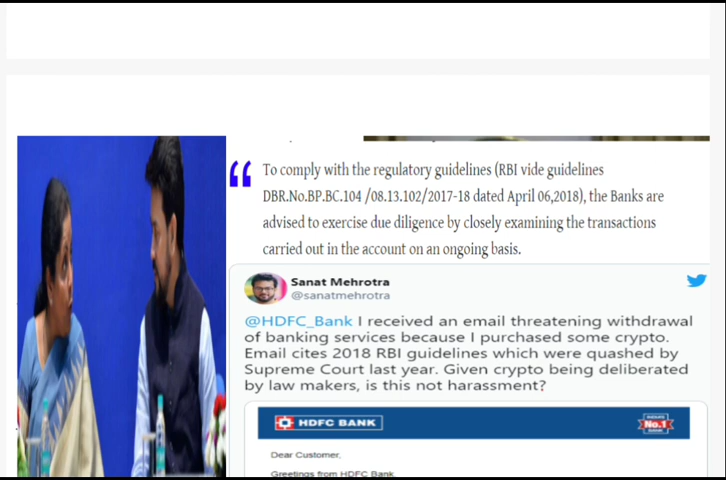 “ To comply with the regulatory guidelines (RBI vide guidelines
DBR.No.BP.BC.104 /08.13.102/2017-18 dated April 06,2018), the Banks are
advised to exercise due diligence by closely examining the transactions
carried out in the account on an ongoing basis.
Sanat Mehrotra
@sanatmehrotra
@HDFC_Bank I received an email threatening withdrawal
of banking services because I purchased some crypto.
Email cites 2018 RBI guidelines which were quashed by
Supreme Court last year. Given crypto being deliberated
by law makers, is this not harassment?
HDFC BANK
INDIA'S
No.1
BANK
Dear Customer,
Greetings from HDFC Bank